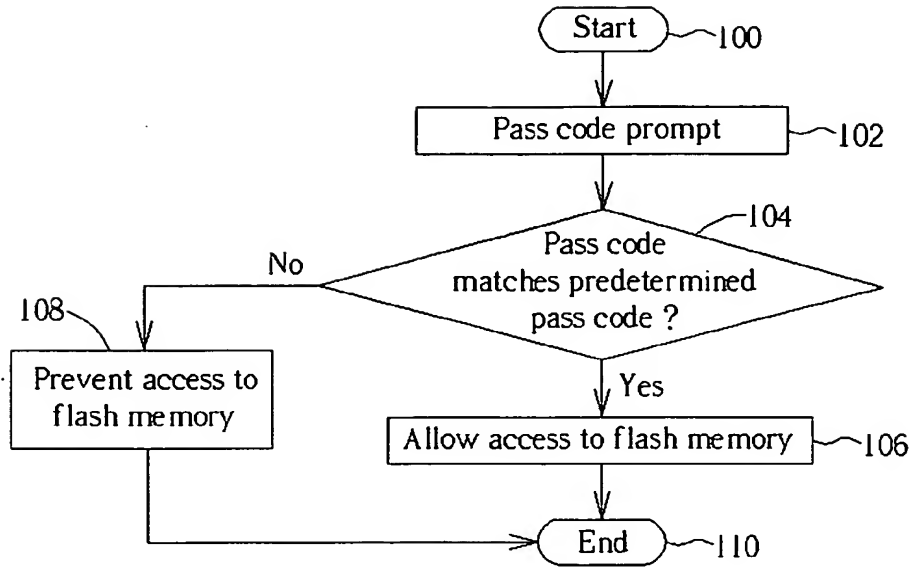 Start
100
Pass code prompt
102
104
Pass code
matches predetermined
pass code ?
No
108
Prevent access to
flash memory
Yes
Allow access to flash memory
106
End
110